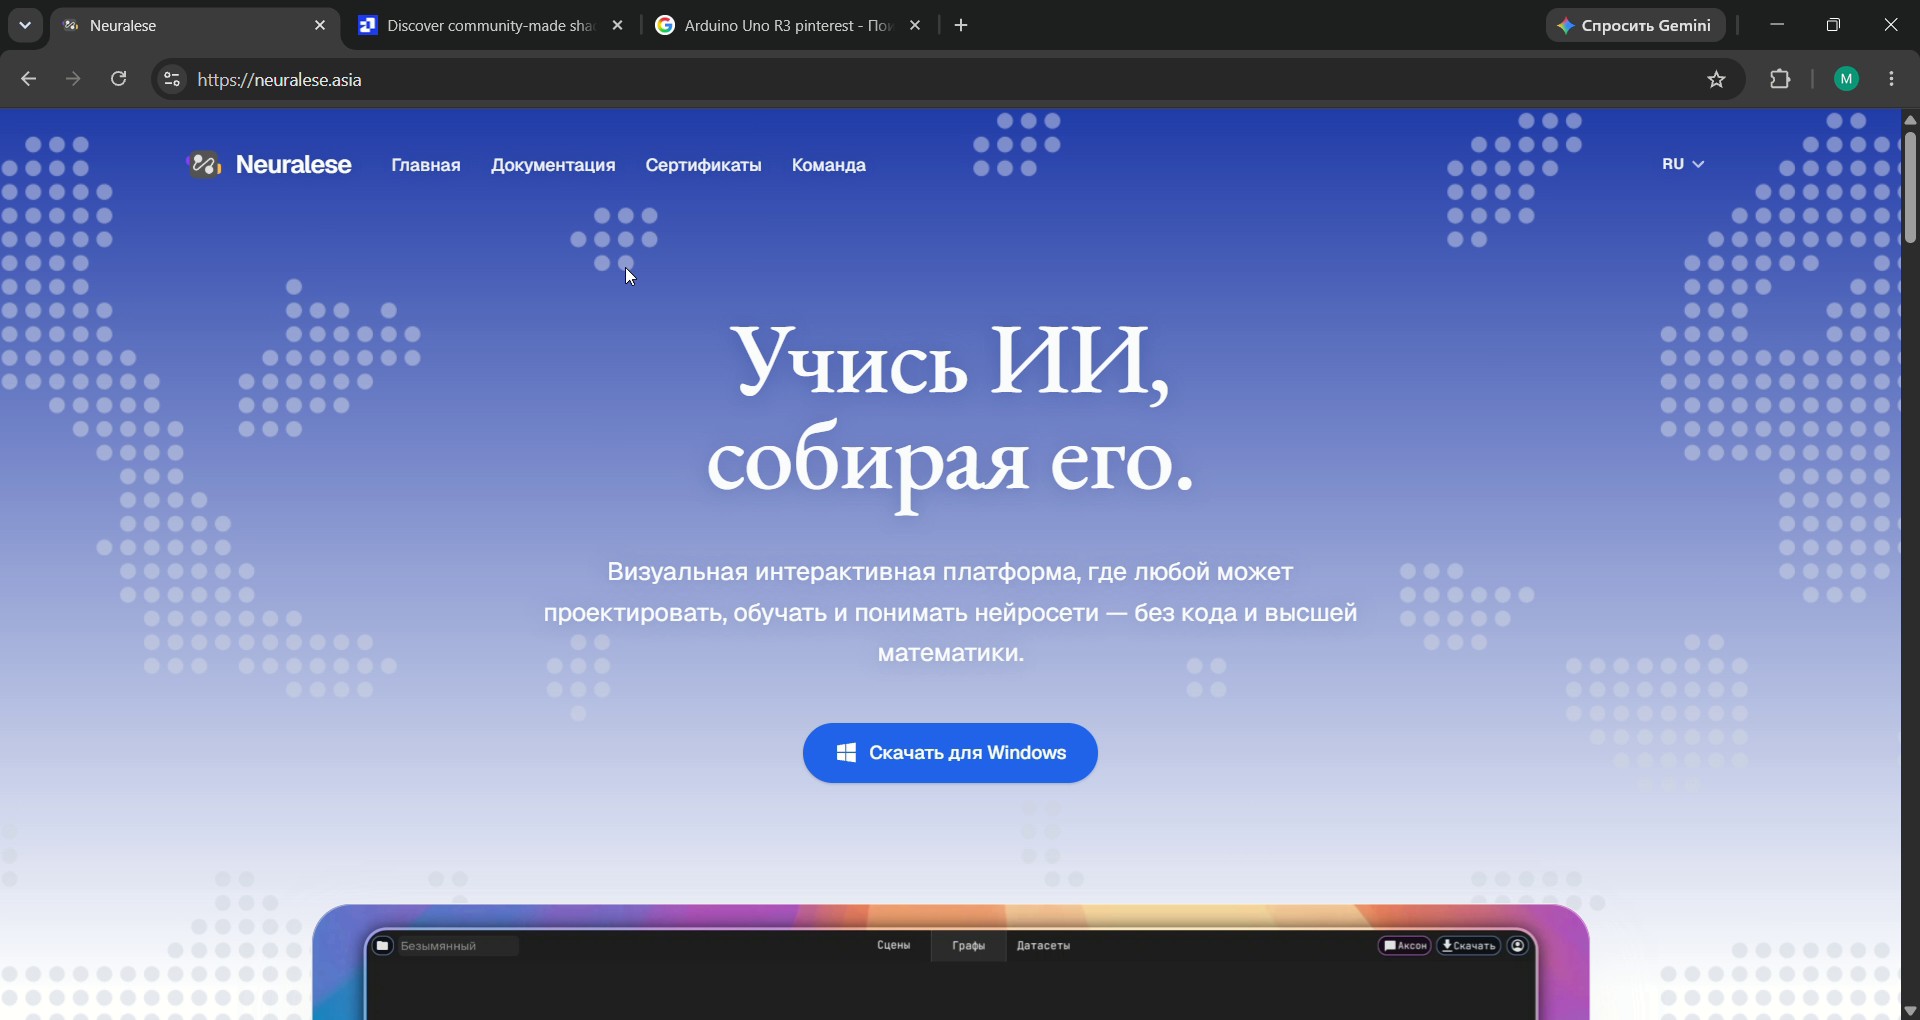 Neuralese
Discover community-made sha
Arduino Uno R3 pinterest - Пои
Спросить Gemini
https://neuralese.asia
M
Neuralese
Главная
Документация
Сертификаты
Команда
RU
Учись ИИ,
собирая его.
Визуальная интерактивная платформа, где любой может
проектировать, обучать и понимать нейросети — без кода и высшей
математики.
Скачать для Windows
Безымянный
Сцены
Графы
Датасеты
Аксон
Скачать